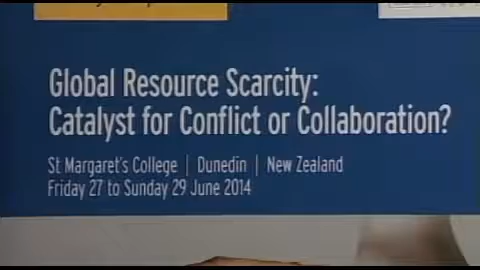 Global Resource Scarcity:
Catalyst for Conflict or Collaboration?
St Margaret's College | Dunedin | New Zealand
Friday 27 to Sunday 29 June 2014